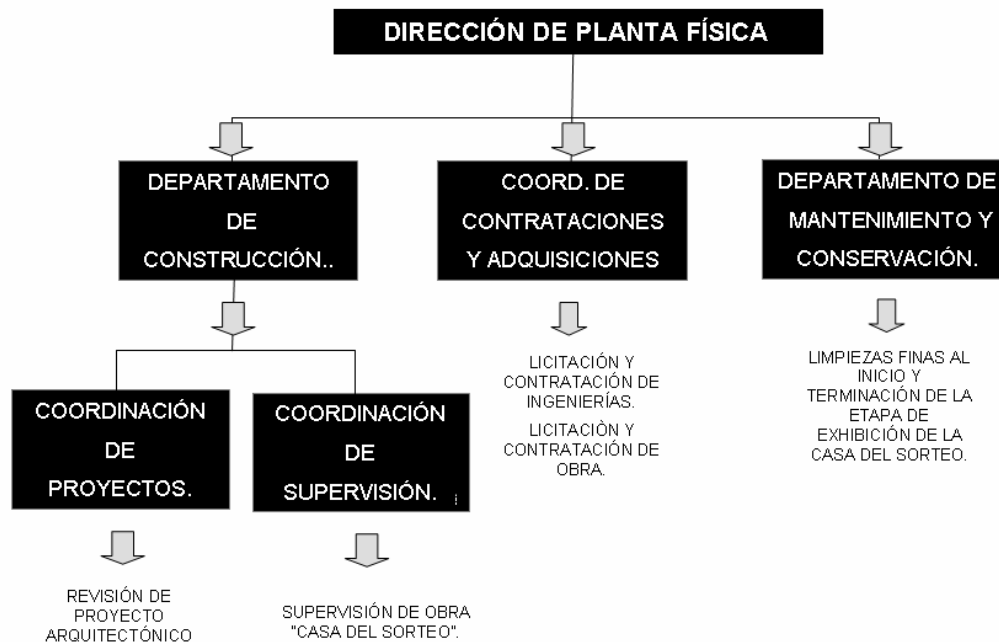 DIRECCIÓN DE PLANTA FÍSICA
DEPARTAMENTO
DE
CONSTRUCCIÓN..
COORD. DE
CONTRATACIONES
Y ADQUISICIONES
DEPARTAMENTO DE
MANTENIMIENTO Y
CONSERVACIÓN.
LICITACIÓN Y
CONTRATACIÓN DE
INGENIERÍAS.
LICITACIÒN Y
CONTRATACIÓN DE
OBRA.
LIMPIEZAS FINAS AL
INICIO Y
TERMINACIÓN DE LA
ETAPA DE
EXHIBICIÓN DE LA
CASA DEL SORTEO.
COORDINACIÓN
DE
PROYECTOS.
COORDINACIÓN
DE
SUPERVISIÓN.
REVISIÓN DE
PROYECTO
ARQUITECTÓNICO
SUPERVISIÓN DE OBRA
"CASA DEL SORTEO".